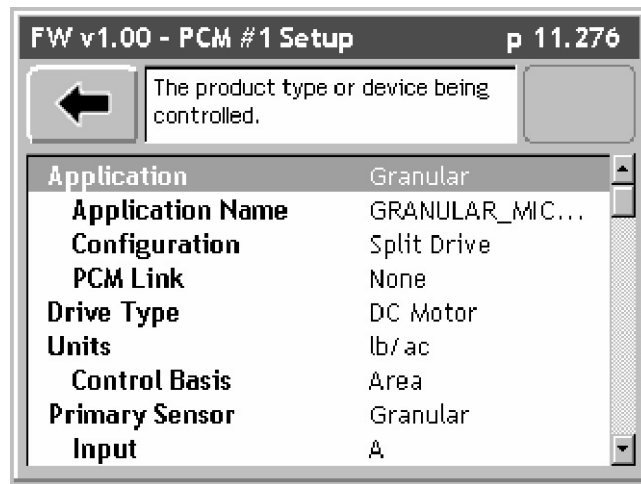 FW v1.00 - PCM #1 Setup p 11.276
The product type or device being
controlled.
Application Granular
Application Name GRANULAR_MIC...
Configuration Split Drive
PCM Link None
Drive Type DC Motor
Units lb/ac
Control Basis Area
Primary Sensor Granular
Input A